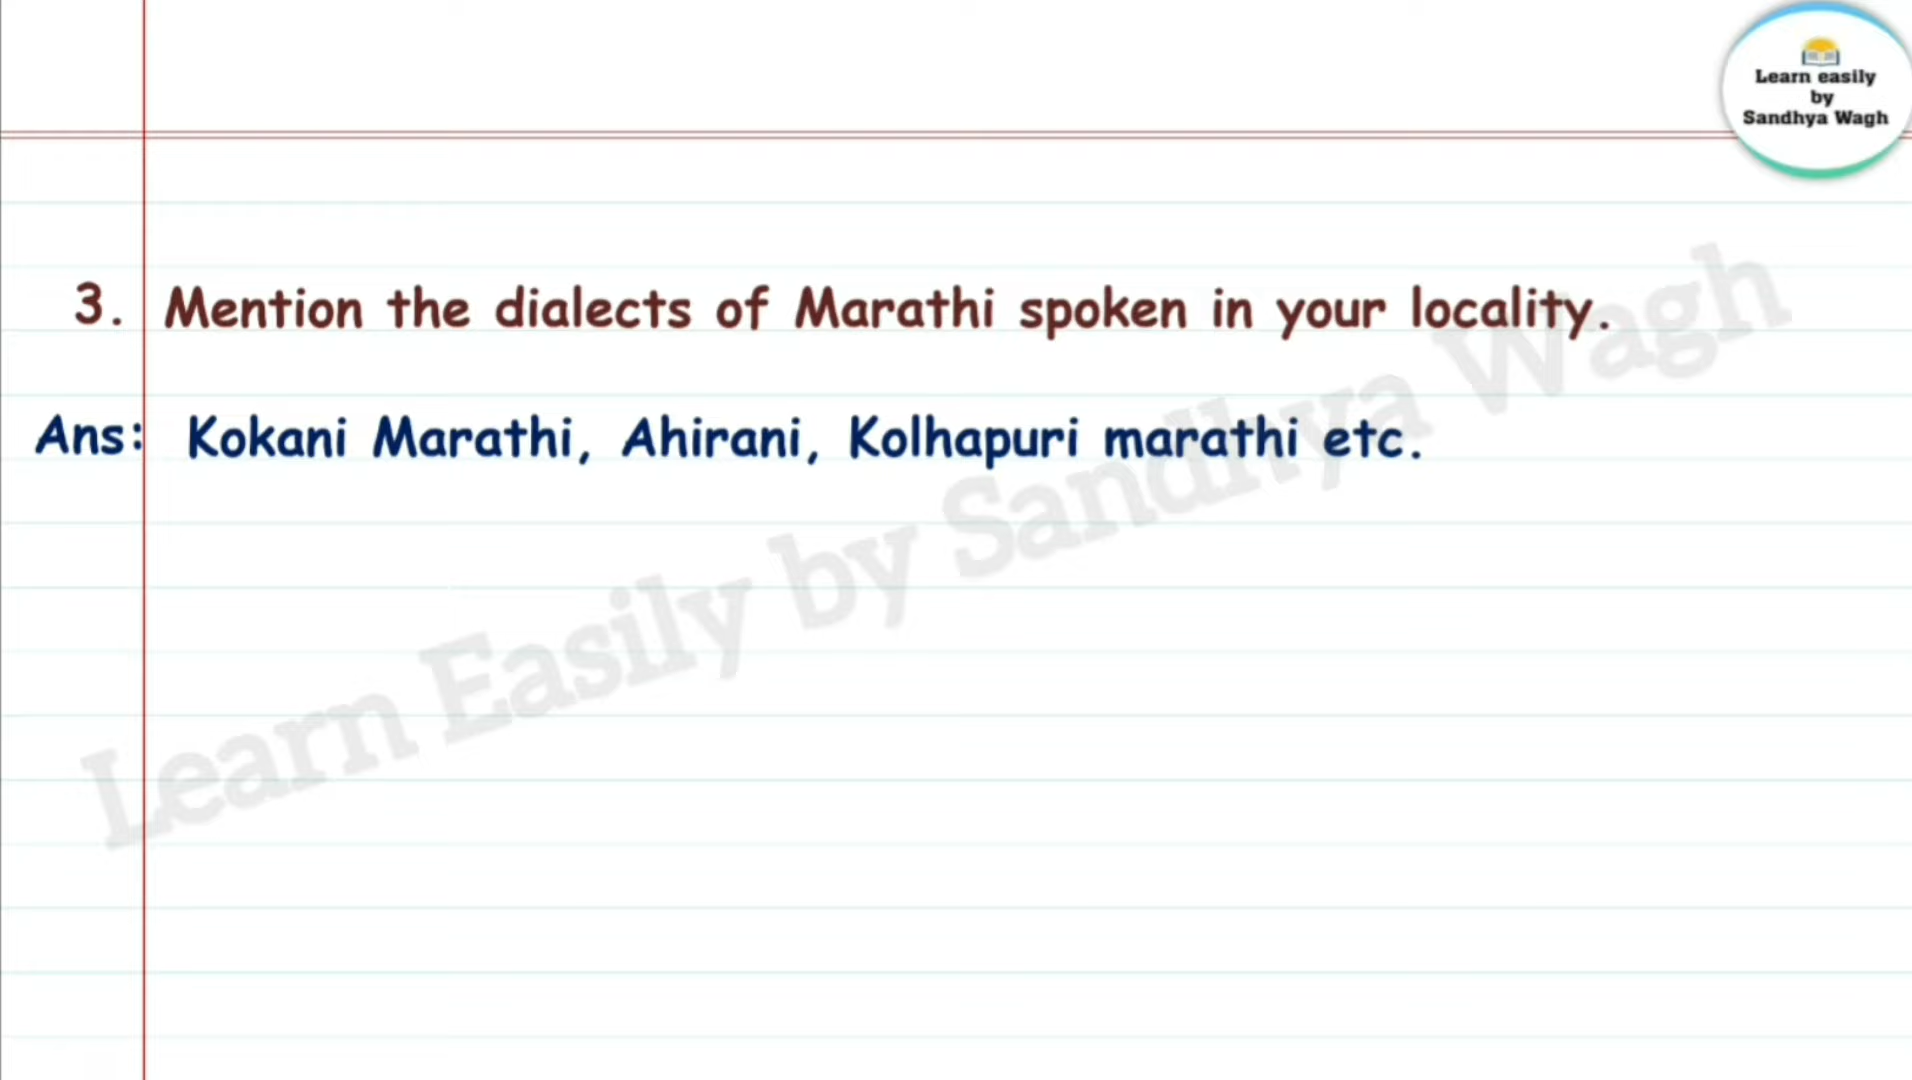 Learn easily
by
Sandhya Wagh
3. Mention the dialects of Marathi spoken in your locality.
Ans: Kokani Marathi, Ahirani, Kolhapuri marathi etc.
Learn Easily by Sandhya Wagh